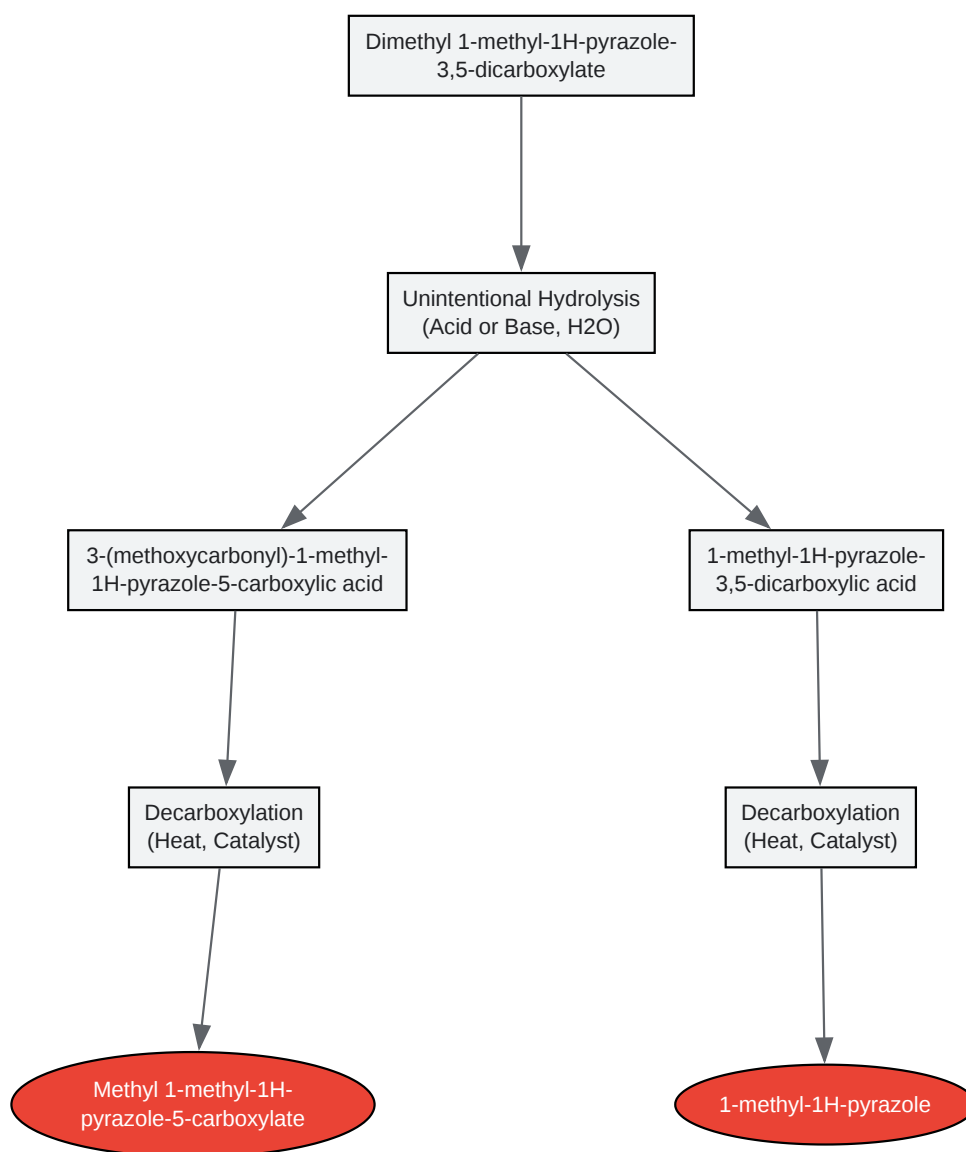 Dimethyl 1-methyl-1H-pyrazole-
3,5-dicarboxylate
Unintentional Hydrolysis
(Acid or Base, H2O)
3-(methoxycarbonyl)-1-methyl-
1H-pyrazole-5-carboxylic acid
1-methyl-1H-pyrazole-
3,5-dicarboxylic acid
Decarboxylation
(Heat, Catalyst)
Decarboxylation
(Heat, Catalyst)
Methyl 1-methyl-1H-
pyrazole-5-carboxylate
1-methyl-1H-pyrazole